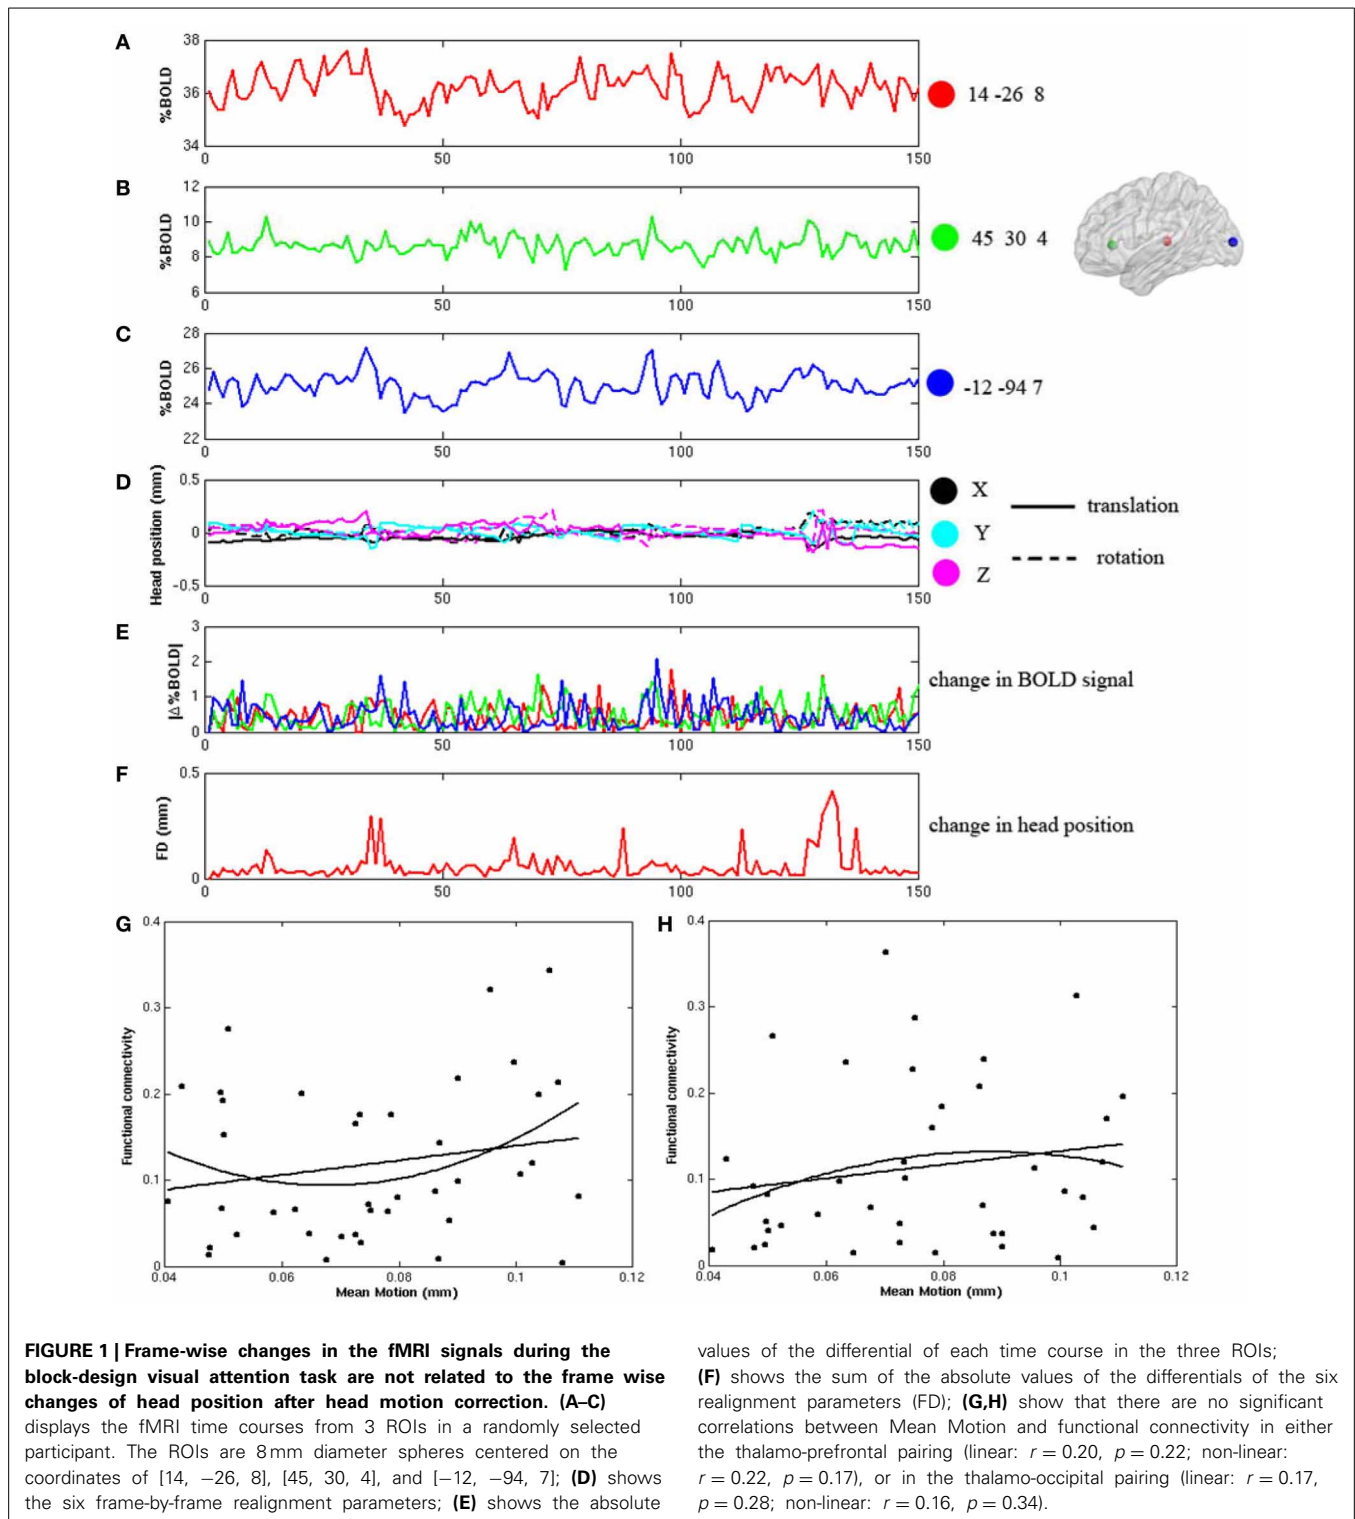 A
38
36
34
%BOLD
0 50 100 150
14 -26 8
B
12
10
8
6
%BOLD
0 50 100 150
45 30 4
C
28
26
24
22
%BOLD
0 50 100 150
-12 -94 7
D
0.5
0
-0.5
Head position (mm)
0 50 100 150
X
Y
Z
translation
rotation
E
3
2
1
0
|Δ%BOLD|
0 50 100 150
change in BOLD signal
F
0.5
0
FD (mm)
0 50 100 150
change in head position
G
0.4
0.3
0.2
0.1
0
Functional connectivity
0.04 0.06 0.08 0.1 0.12
Mean Motion (mm)
H
0.4
0.3
0.2
0.1
0
Functional connectivity
0.04 0.06 0.08 0.1 0.12
Mean Motion (mm)
FIGURE 1 | Frame-wise changes in the fMRI signals during the
block-design visual attention task are not related to the frame wise
changes of head position after head motion correction. (A–C)
displays the fMRI time courses from 3 ROIs in a randomly selected
participant. The ROIs are 8 mm diameter spheres centered on the
coordinates of [14, −26, 8], [45, 30, 4], and [−12, −94, 7]; (D) shows
the six frame-by-frame realignment parameters; (E) shows the absolute
values of the differential of each time course in the three ROIs;
(F) shows the sum of the absolute values of the differentials of the six
realignment parameters (FD); (G,H) show that there are no significant
correlations between Mean Motion and functional connectivity in either
the thalamo-prefrontal pairing (linear: r = 0.20, p = 0.22; non-linear:
r = 0.22, p = 0.17), or in the thalamo-occipital pairing (linear: r = 0.17,
p = 0.28; non-linear: r = 0.16, p = 0.34).